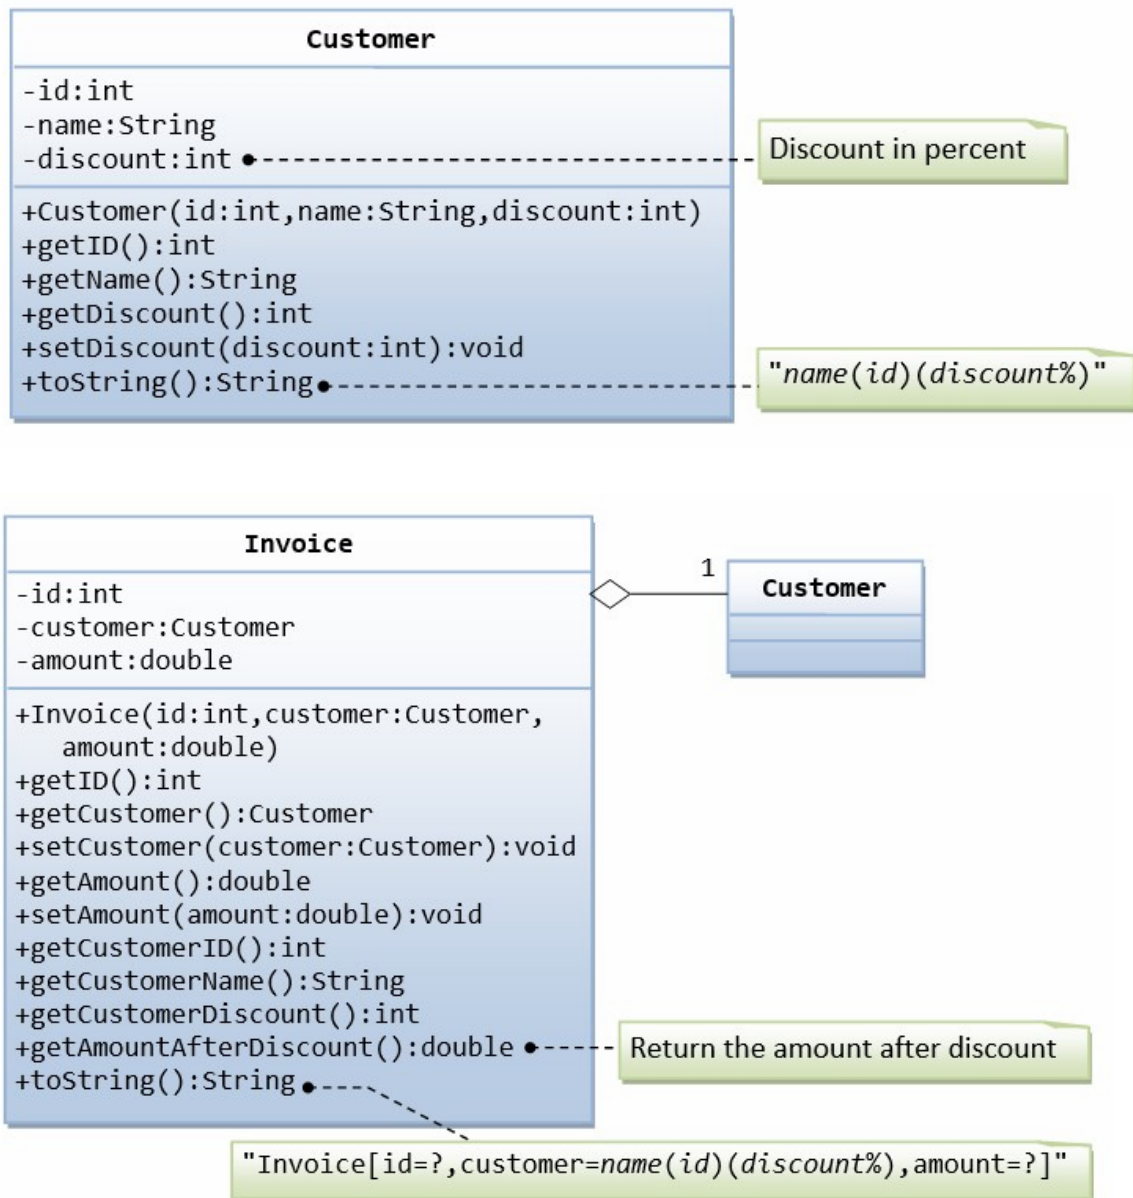 Customer
-id:int
-name:String
-discount:int
Discount in percent
+Customer(id:int,name:String,discount:int)
+getID():int
+getName():String
+getDiscount():int
+setDiscount(discount:int):void
+toString():String
"name(id)(discount%)"
Invoice
-id:int
-customer:Customer
-amount:double
1
Customer
+Invoice(id:int,customer:Customer,
amount:double)
+getID():int
+getCustomer():Customer
+setCustomer(customer:Customer):void
+getAmount():double
+setAmount(amount:double):void
+getCustomerID():int
+getCustomerName():String
+getCustomerDiscount():int
+getAmountAfterDiscount():double
Return the amount after discount
+toString():String
"Invoice[id=?,customer=name(id)(discount%),amount=?]"